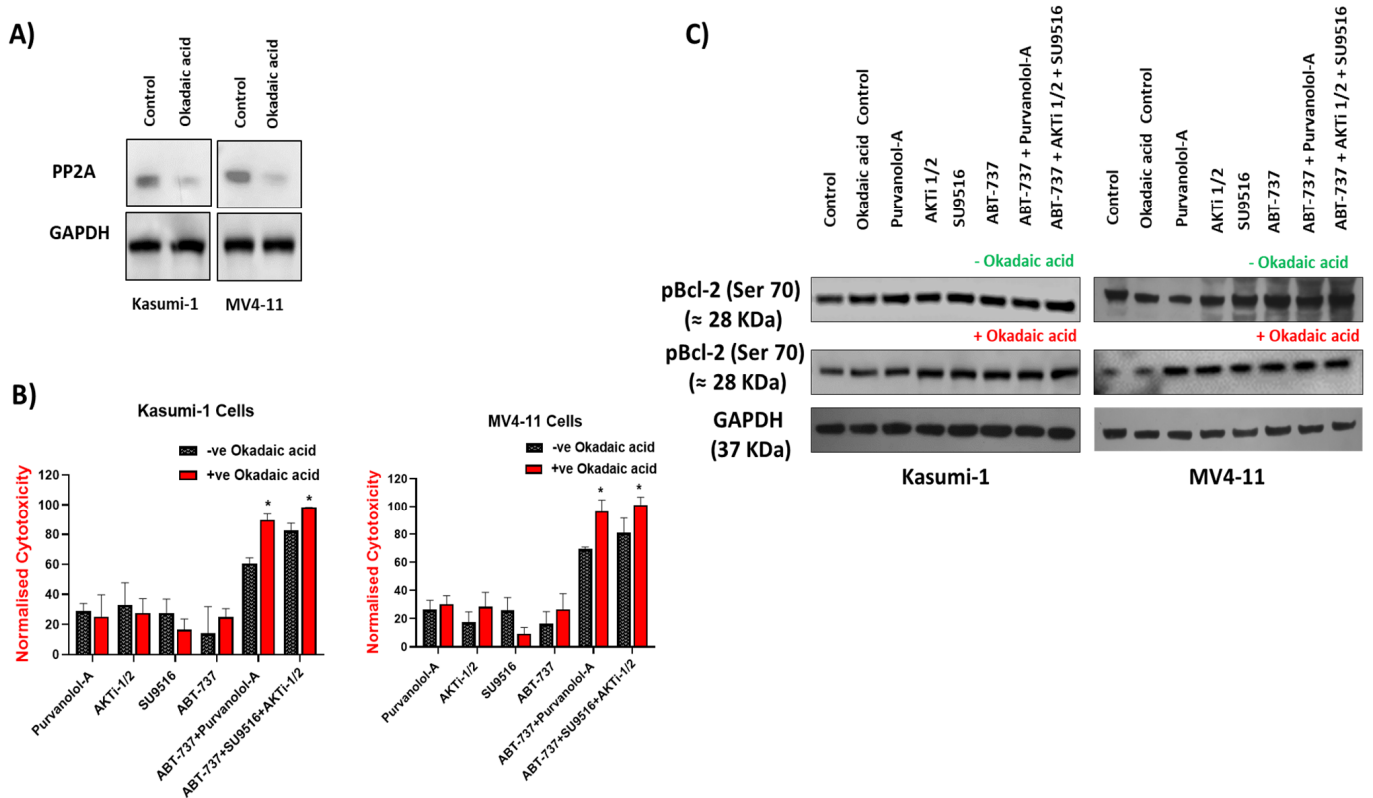 A)
Control
Okadaic acid
Control
Okadaic acid
PP2A
GAPDH
Kasumi-1
MV4-11
B)
Kasumi-1 Cells
-ve Okadaic acid
+ve Okadaic acid
Normalised Cytotoxicity
120
100
80
60
40
20
0
*
*
Purvanolol-A
AKTi-1/2
SU9516
ABT-737
ABT-737+Purvanolol-A
ABT-737+SU9516+AKTi-1/2
MV4-11 Cells
-ve Okadaic acid
+ve Okadaic acid
Normalised Cytotoxicity
120
100
80
60
40
20
0
*
*
Purvanolol-A
AKTi-1/2
SU9516
ABT-737
ABT-737+Purvanolol-A
ABT-737+SU9516+AKTi-1/2
C)
Control
Okadaic acid Control
Purvanolol-A
AKTi 1/2
SU9516
ABT-737
ABT-737 + Purvanolol-A
ABT-737 + AKTi 1/2 + SU9516
Control
Okadaic acid Control
Purvanolol-A
AKTi 1/2
SU9516
ABT-737
ABT-737 + Purvanolol-A
ABT-737 + AKTi 1/2 + SU9516
- Okadaic acid
- Okadaic acid
pBcl-2 (Ser 70)
(≈ 28 KDa)
+ Okadaic acid
+ Okadaic acid
pBcl-2 (Ser 70)
(≈ 28 KDa)
GAPDH
(37 KDa)
Kasumi-1
MV4-11